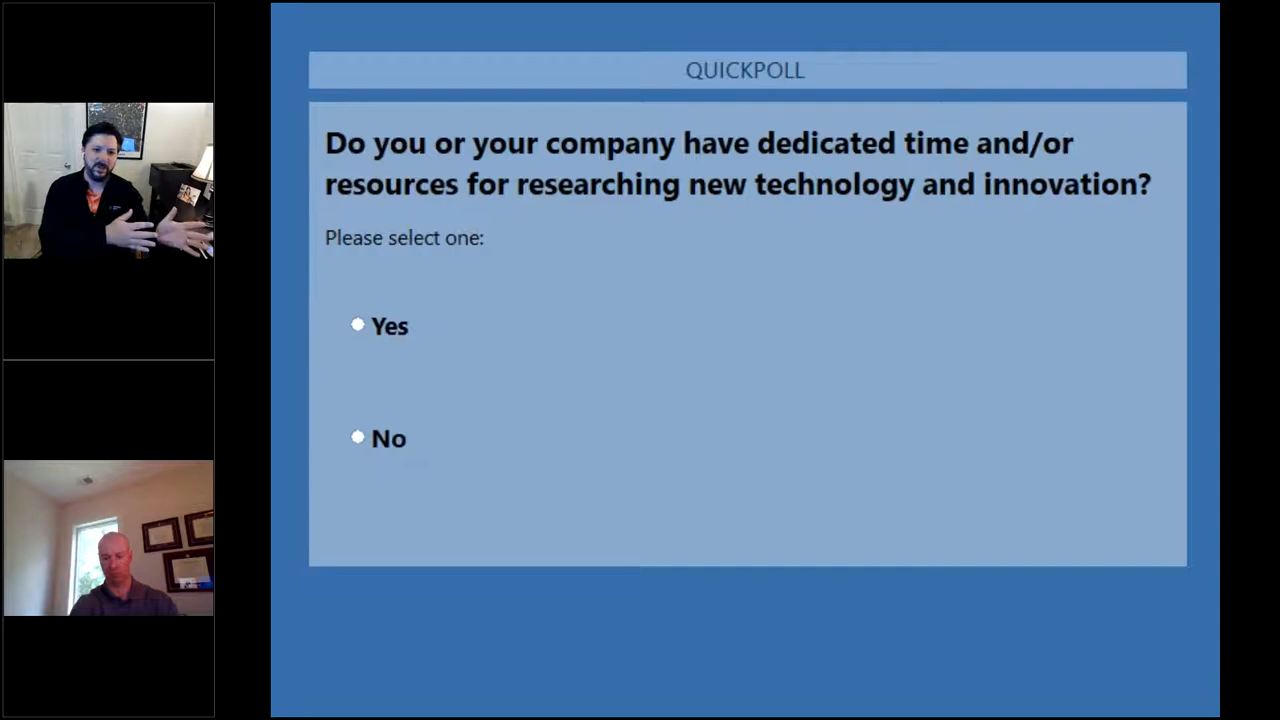 QUICKPOLL
Do you or your company have dedicated time and/or
resources for researching new technology and innovation?
Please select one:
Yes
No